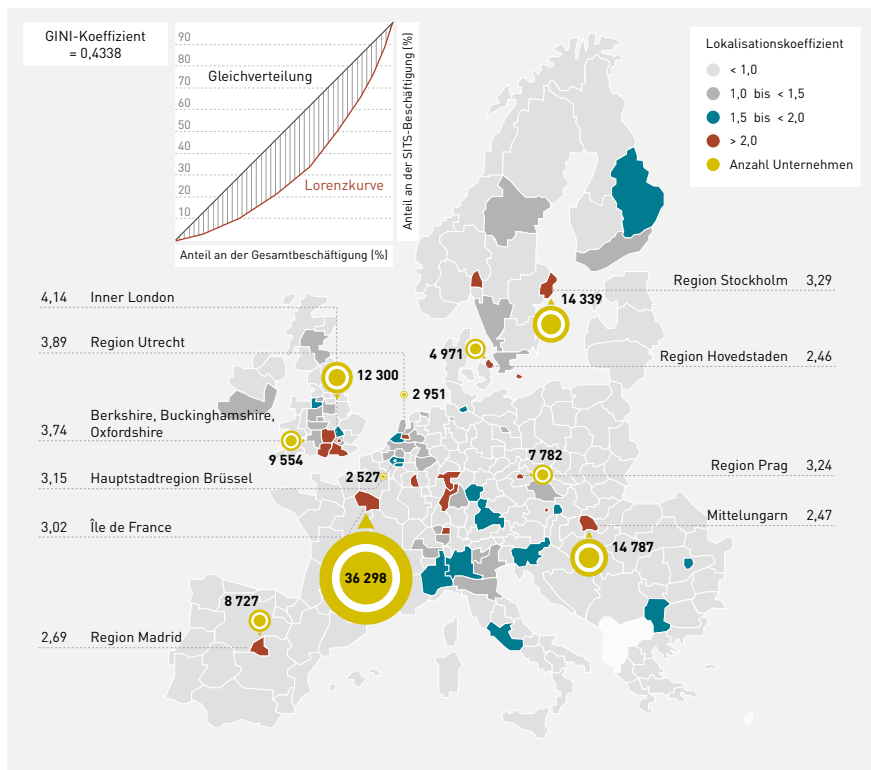 GINI-Koeffizient
= 0,4338
90
80
70
60
50
40
30
20
10
Gleichverteilung
Lorenzkurve
Anteil an der SITS-Beschäftigung (%)
Anteil an der Gesamtbeschäftigung (%)
Lokalisationskoeffizient
< 1,0
1,0 bis < 1,5
1,5 bis < 2,0
> 2,0
Anzahl Unternehmen
Region Stockholm 3,29
14 339
4,14 Inner London
3,89 Region Utrecht
4 971
Region Hovedstaden 2,46
12 300
2 951
Berkshire, Buckinghamshire,
3,74 Oxfordshire
9 554
7 782
Region Prag 3,24
3,15 Hauptstadtregion Brüssel
2 527
Mittelungarn 2,47
3,02 Île de France
14 787
36 298
8 727
2,69 Region Madrid